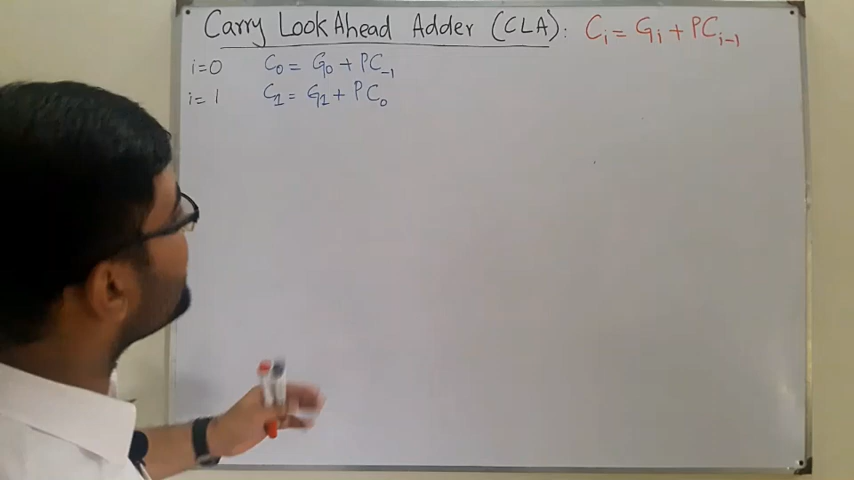 Carry Look Ahead Adder (CLA): Cᵢ = Gᵢ + PCᵢ₋₁
i=0 C₀ = G₀ + PC₋₁
i=1 C₁ = G₁ + PC₀